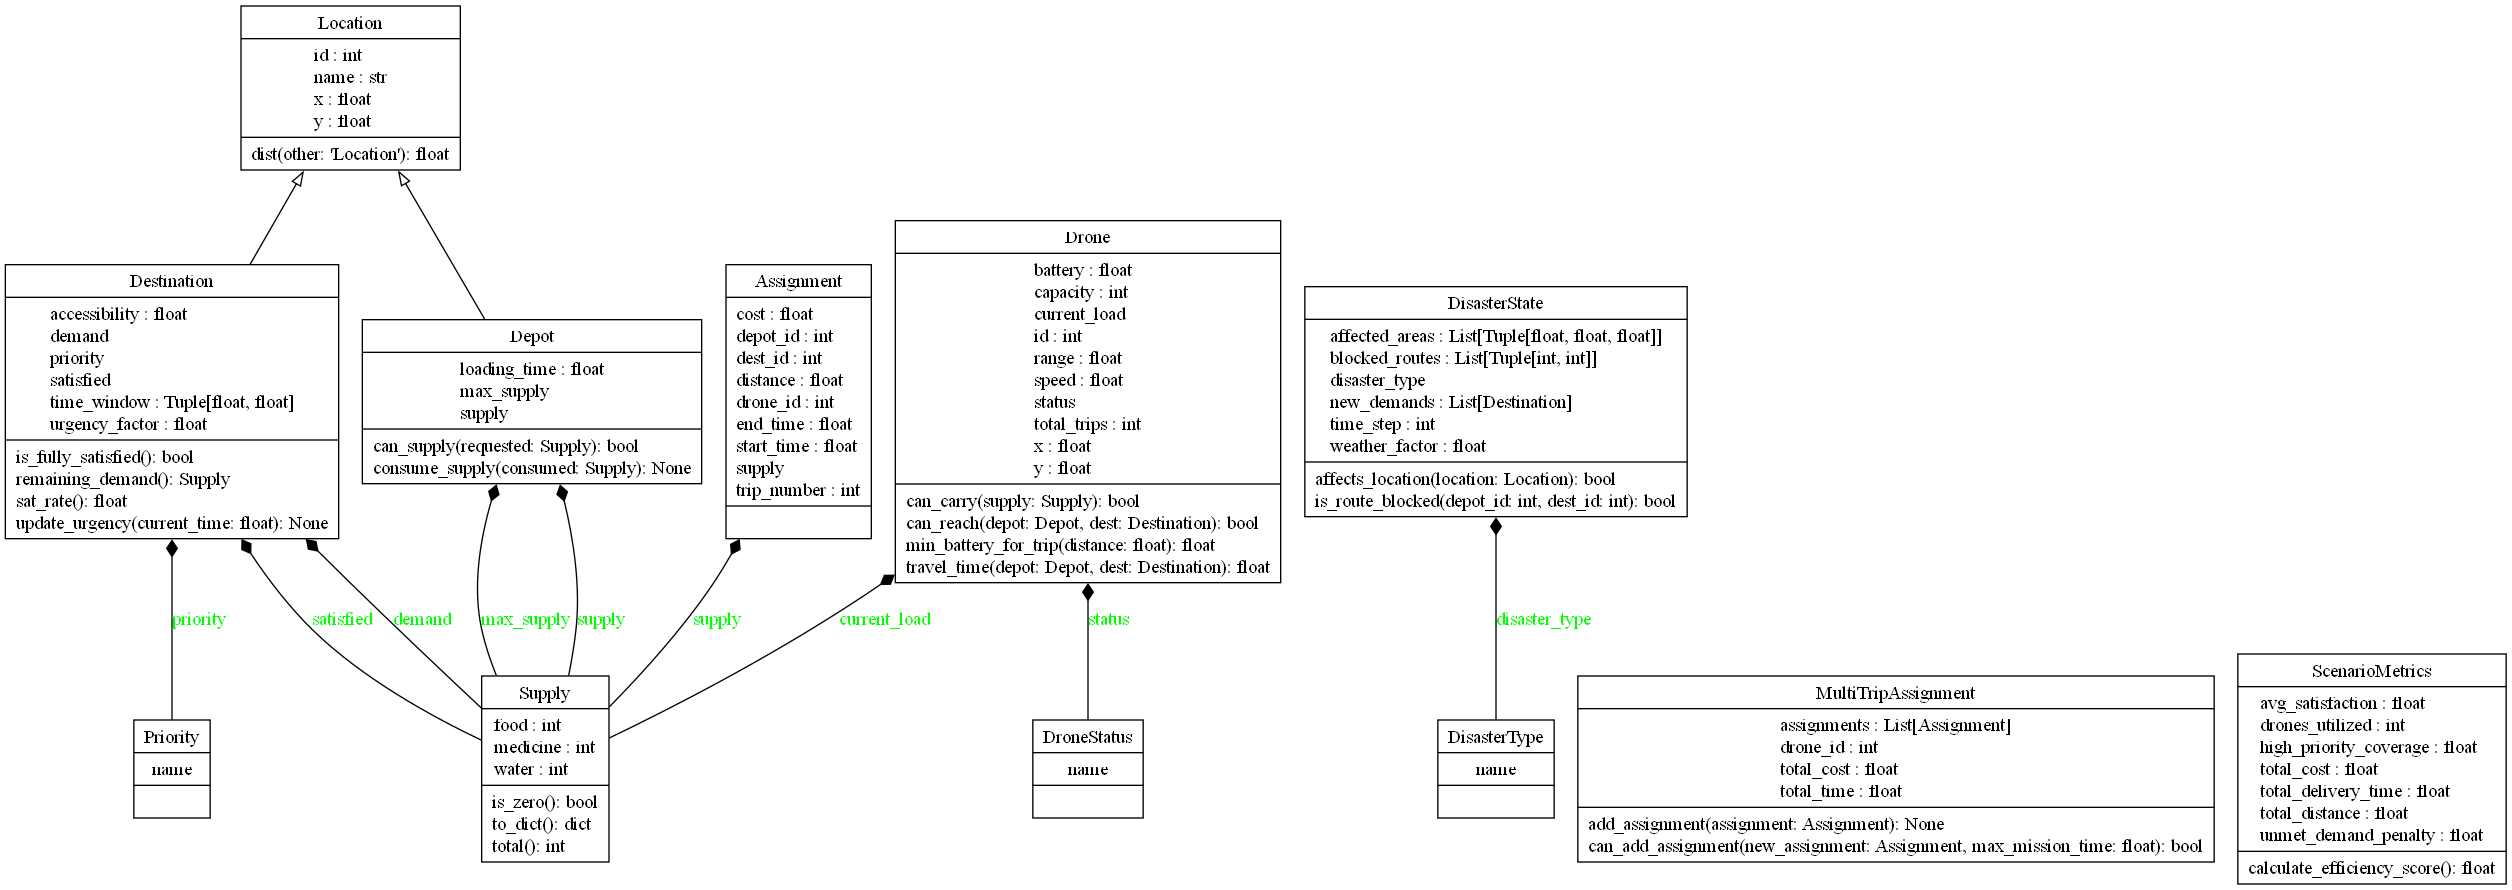 Location
id : int
name : str
x : float
y : float
dist(other: 'Location'): float
Destination
accessibility : float
demand
priority
satisfied
time_window : Tuple[float, float]
urgency_factor : float
is_fully_satisfied(): bool
remaining_demand(): Supply
sat_rate(): float
update_urgency(current_time: float): None
Depot
loading_time : float
max_supply
supply
can_supply(requested: Supply): bool
consume_supply(consumed: Supply): None
Assignment
cost : float
depot_id : int
dest_id : int
distance : float
drone_id : int
end_time : float
start_time : float
supply
trip_number : int
Drone
battery : float
capacity : int
current_load
id : int
range : float
speed : float
status
total_trips : int
x : float
y : float
can_carry(supply: Supply): bool
can_reach(depot: Depot, dest: Destination): bool
min_battery_for_trip(distance: float): float
travel_time(depot: Depot, dest: Destination): float
DisasterState
affected_areas : List[Tuple[float, float, float]]
blocked_routes : List[Tuple[int, int]]
disaster_type
new_demands : List[Destination]
time_step : int
weather_factor : float
affects_location(location: Location): bool
is_route_blocked(depot_id: int, dest_id: int): bool
priority
satisfied
demand
max_supply
supply
supply
current_load
status
disaster_type
Priority
name
Supply
food : int
medicine : int
water : int
is_zero(): bool
to_dict(): dict
total(): int
DroneStatus
name
DisasterType
name
MultiTripAssignment
assignments : List[Assignment]
drone_id : int
total_cost : float
total_time : float
add_assignment(assignment: Assignment): None
can_add_assignment(new_assignment: Assignment, max_mission_time: float): bool
ScenarioMetrics
avg_satisfaction : float
drones_utilized : int
high_priority_coverage : float
total_cost : float
total_delivery_time : float
total_distance : float
unmet_demand_penalty : float
calculate_efficiency_score(): float